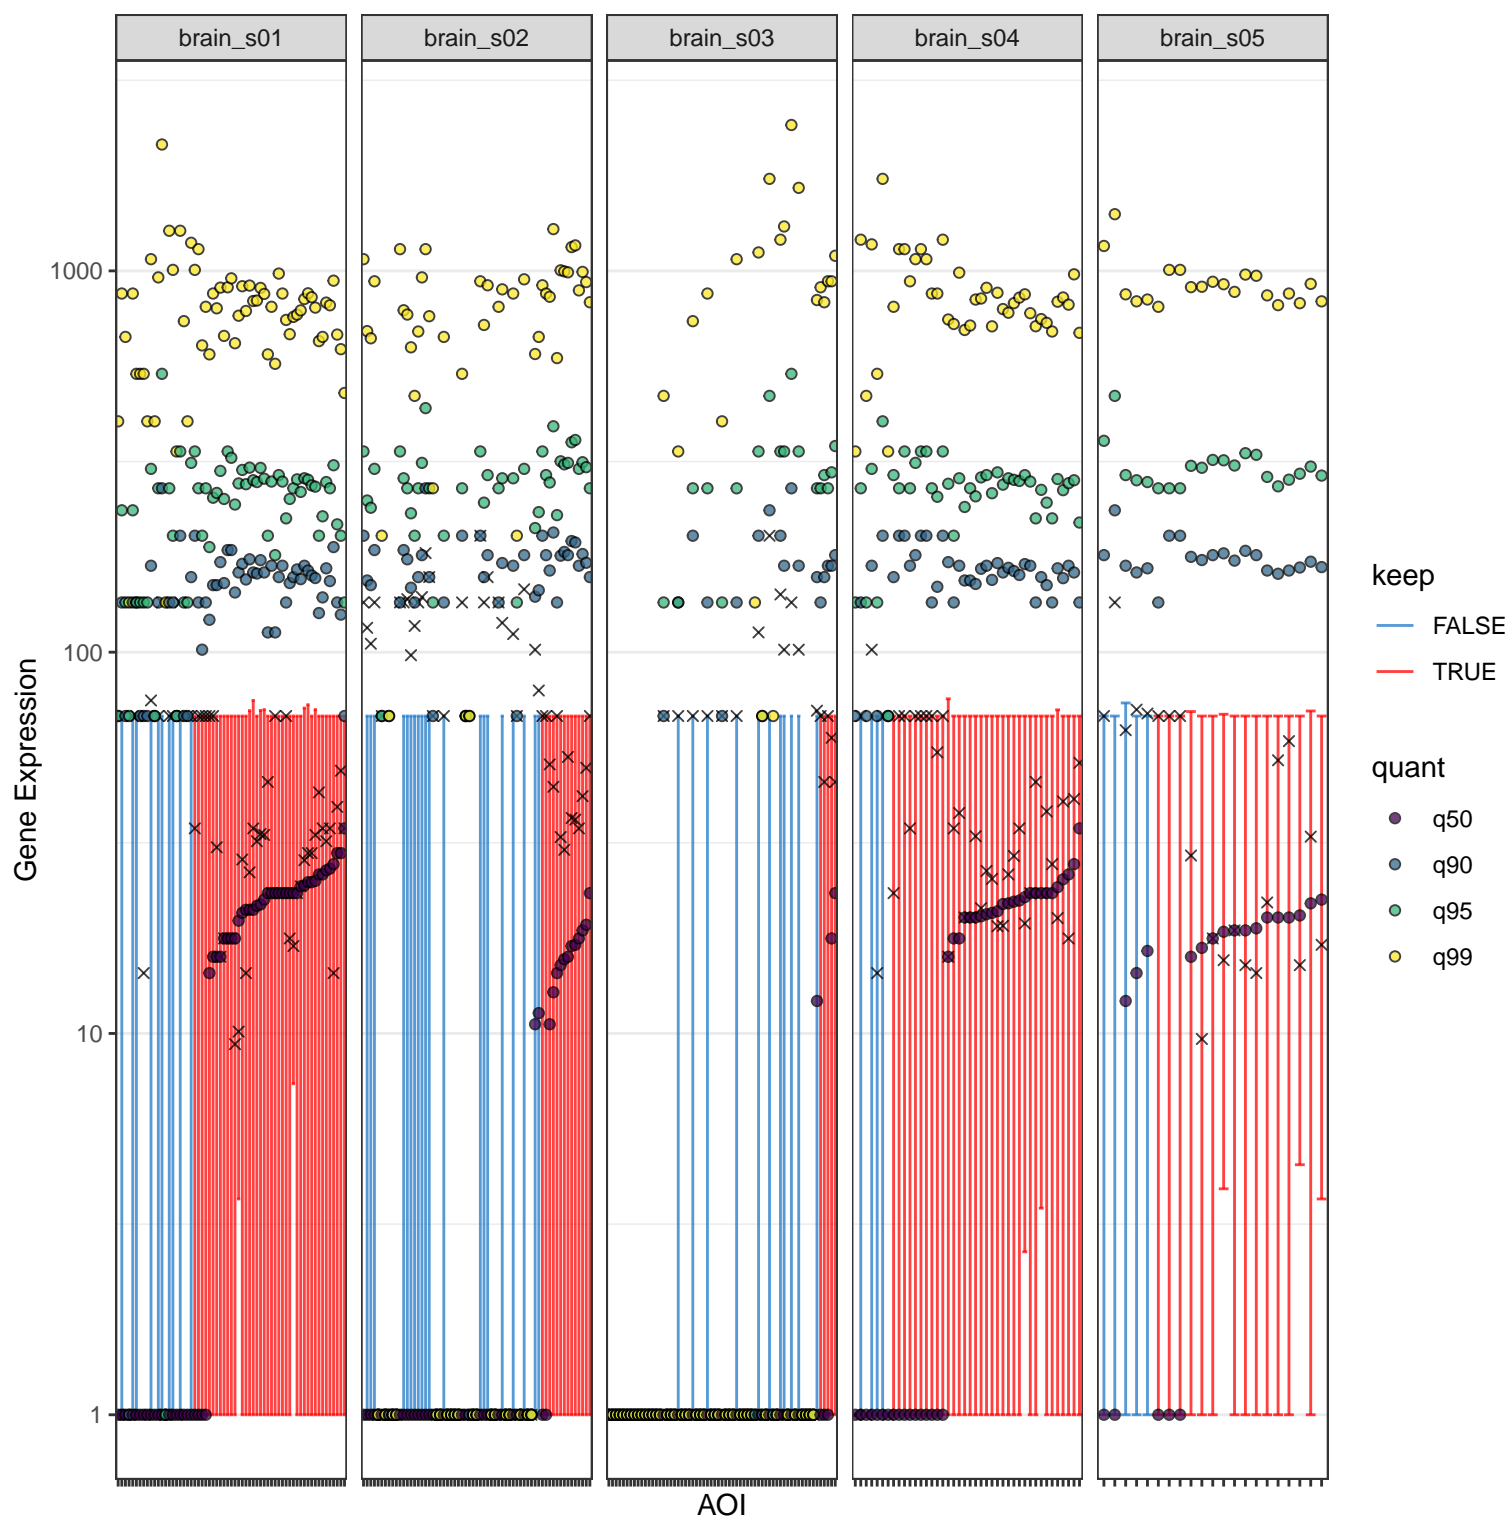 brain_s01 brain_s02 brain_s03 brain_s04 brain_s05
Gene Expression
1000
100
10
1
AOI
keep
FALSE
TRUE
quant
q50
q90
q95
q99